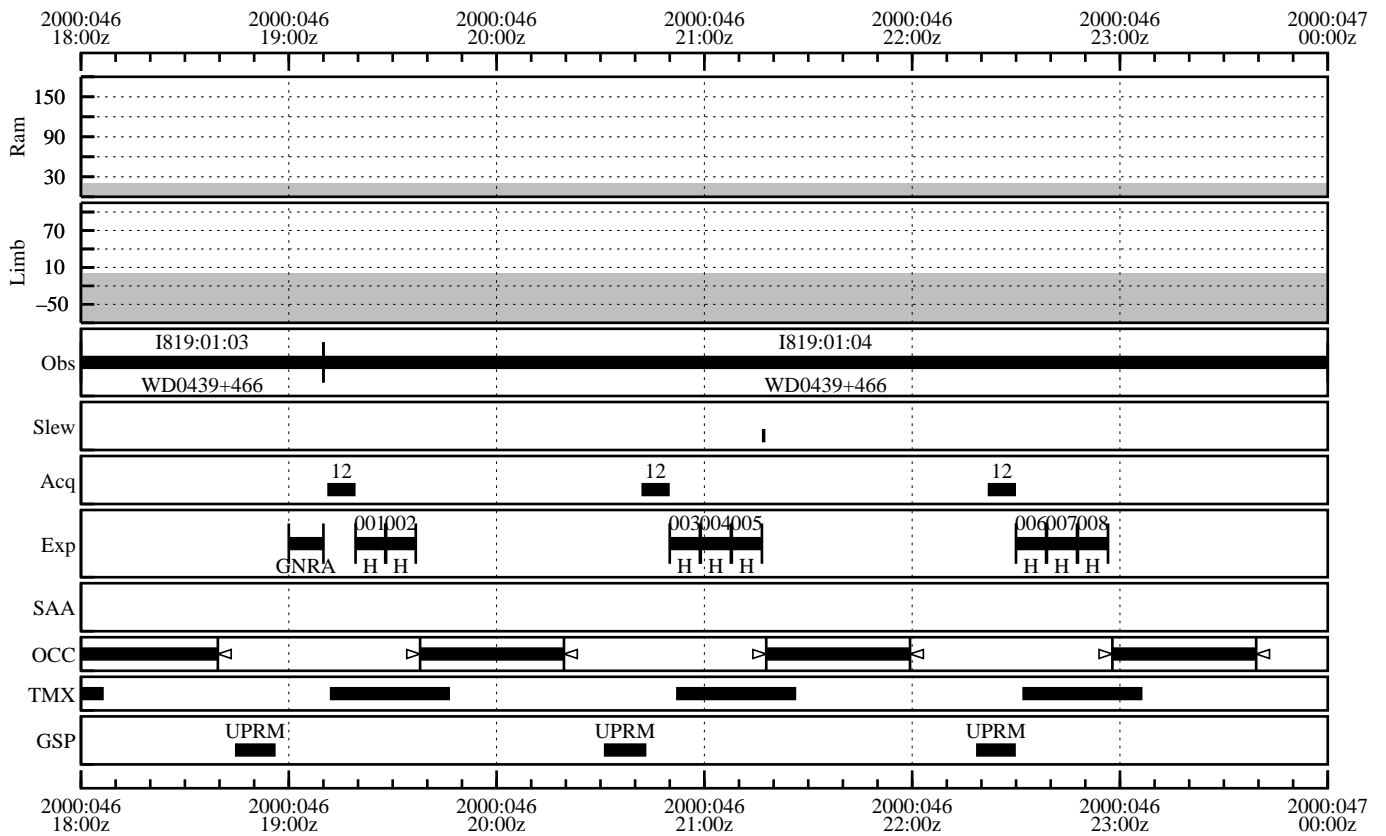 2000:046 2000:046 2000:046 2000:046 2000:046 2000:046 2000:047
18:00z 19:00z 20:00z 21:00z 22:00z 23:00z 00:00z
Ram
150
90
30
Limb
70
10
−50
I819:01:03 I819:01:04
Obs
WD0439+466 WD0439+466
Slew
12 12 12
Acq
001002 003004005 006007008
Exp
GNRA H H H H H H H H
SAA
OCC
TMX
UPRM UPRM UPRM
GSP
2000:046 2000:046 2000:046 2000:046 2000:046 2000:046 2000:047
18:00z 19:00z 20:00z 21:00z 22:00z 23:00z 00:00z